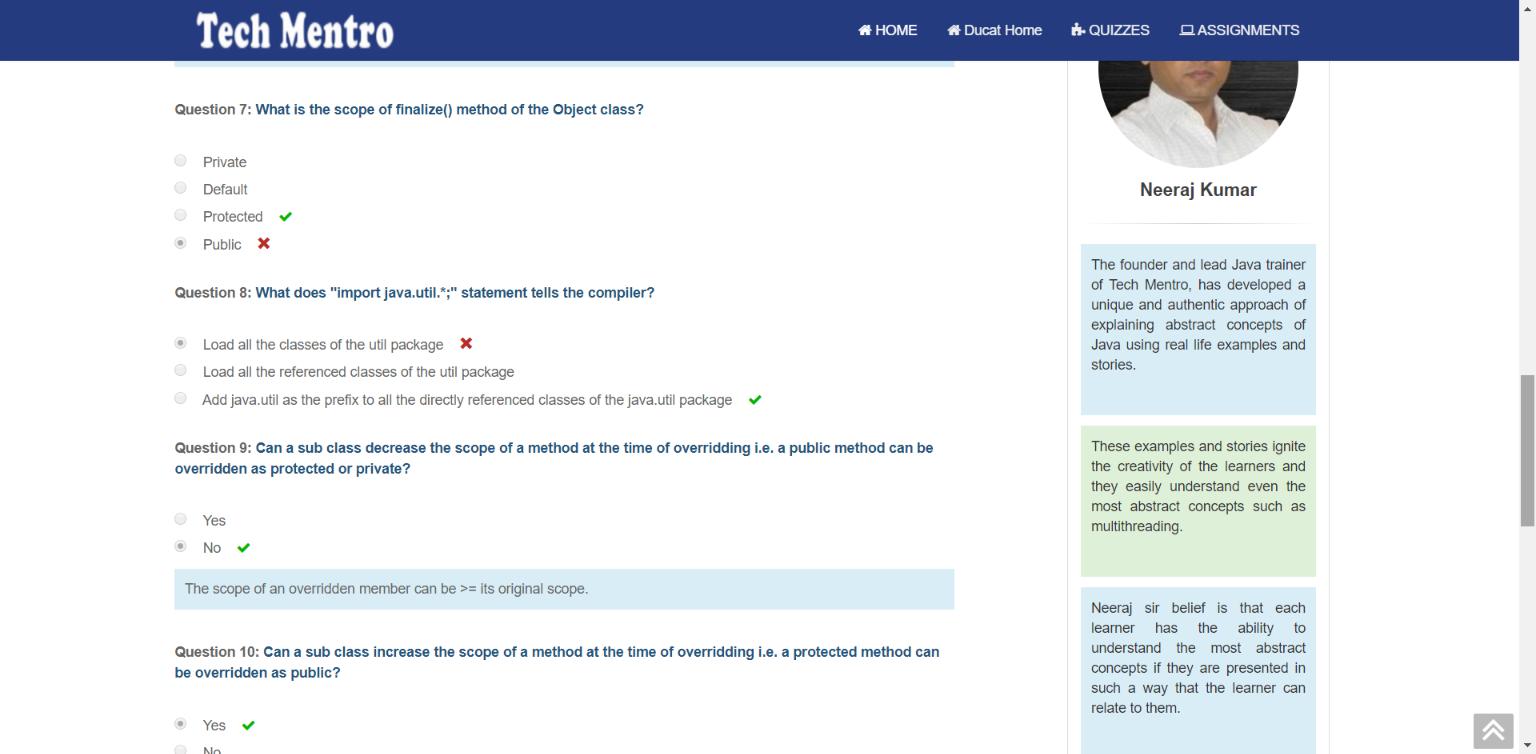 Tech Mentro
HOME
Ducat Home
QUIZZES
ASSIGNMENTS
Question 7: What is the scope of finalize() method of the Object class?
Private
Default
Protected
Public
Question 8: What does "import java.util.*;" statement tells the compiler?
Load all the classes of the util package
Load all the referenced classes of the util package
Add java.util as the prefix to all the directly referenced classes of the java.util package
Question 9: Can a sub class decrease the scope of a method at the time of overridding i.e. a public method can be
overridden as protected or private?
Yes
No
The scope of an overridden member can be >= its original scope.
Question 10: Can a sub class increase the scope of a method at the time of overridding i.e. a protected method can
be overridden as public?
Yes
No
Neeraj Kumar
The founder and lead Java trainer
of Tech Mentro, has developed a
unique and authentic approach of
explaining abstract concepts of
Java using real life examples and
stories.
These examples and stories ignite
the creativity of the learners and
they easily understand even the
most abstract concepts such as
multithreading.
Neeraj sir belief is that each
learner has the ability to
understand the most abstract
concepts if they are presented in
such a way that the learner can
relate to them.